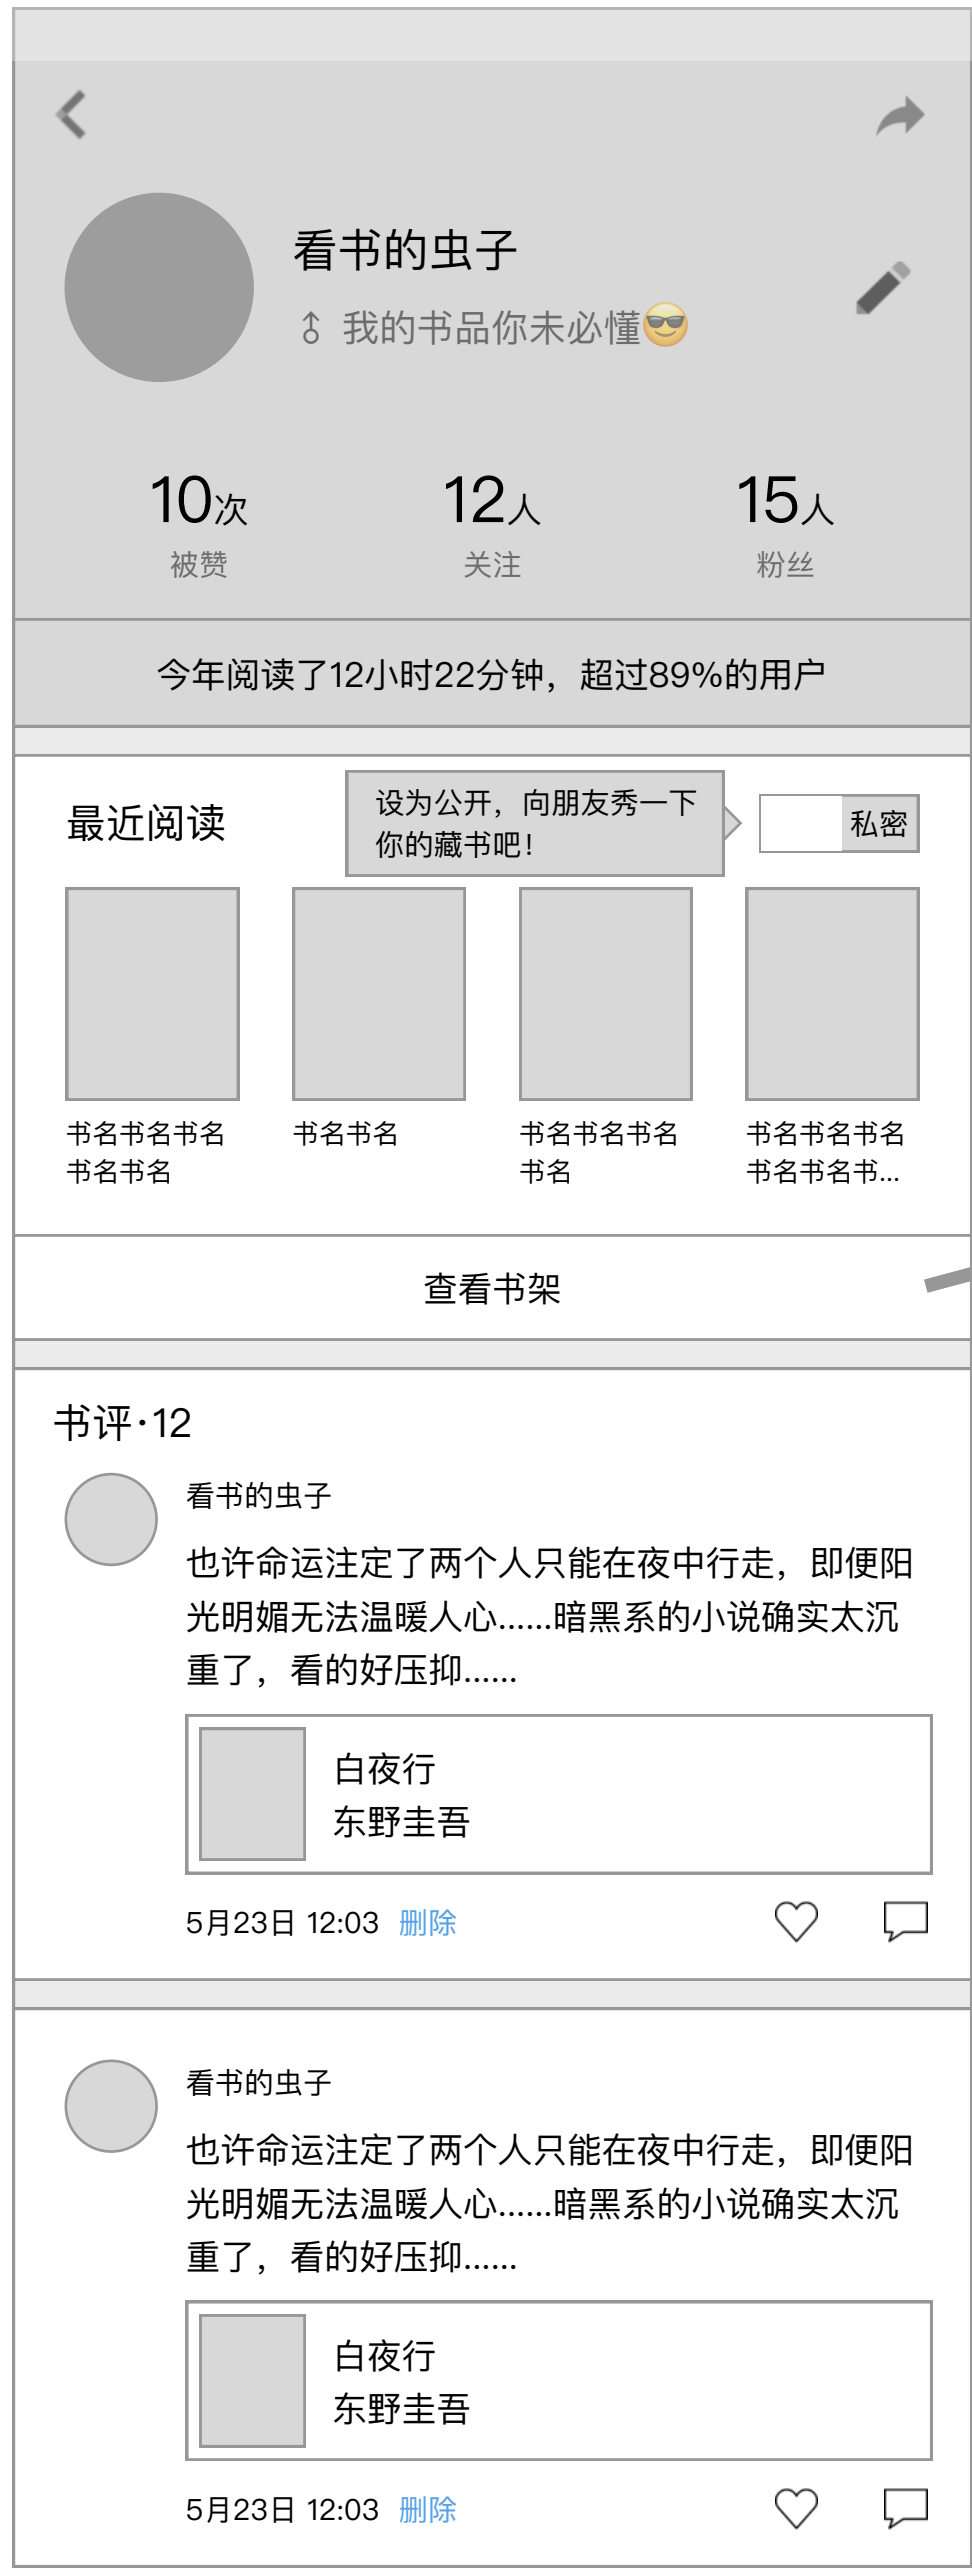 看书的虫子
我的书品你未必懂😎
10次
12人
15人
被赞
关注
粉丝
今年阅读了12小时22分钟，超过89%的用户
最近阅读
设为公开，向朋友秀一下
你的藏书吧！
私密
书名书名书名
书名书名
书名书名
书名书名书名
书名
书名书名书名
书名书名书...
查看书架
书评·12
看书的虫子
也许命运注定了两个人只能在夜中行走，即便阳
光明媚无法温暖人心......暗黑系的小说确实太沉
重了，看的好压抑......
白夜行
东野圭吾
5月23日 12:03 删除
看书的虫子
也许命运注定了两个人只能在夜中行走，即便阳
光明媚无法温暖人心......暗黑系的小说确实太沉
重了，看的好压抑......
白夜行
东野圭吾
5月23日 12:03 删除